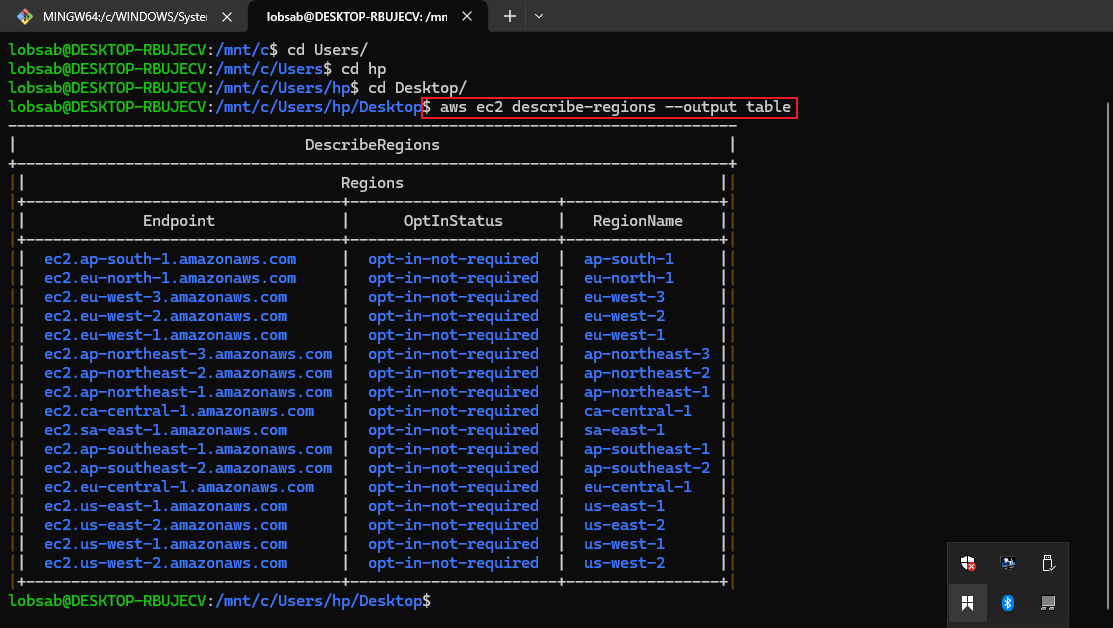 MINGW64:/c/WINDOWS/Syste
lobsab@DESKTOP-RBUJECV: /mn
lobsab@DESKTOP-RBUJECV:/mnt/c$ cd Users/
lobsab@DESKTOP-RBUJECV:/mnt/c/Users$ cd hp
lobsab@DESKTOP-RBUJECV:/mnt/c/Users/hp$ cd Desktop/
lobsab@DESKTOP-RBUJECV:/mnt/c/Users/hp/Desktop$ aws ec2 describe-regions --output table
DescribeRegions
Regions
Endpoint | OptInStatus | RegionName
ec2.ap-south-1.amazonaws.com | opt-in-not-required | ap-south-1
ec2.eu-north-1.amazonaws.com | opt-in-not-required | eu-north-1
ec2.eu-west-3.amazonaws.com | opt-in-not-required | eu-west-3
ec2.eu-west-2.amazonaws.com | opt-in-not-required | eu-west-2
ec2.eu-west-1.amazonaws.com | opt-in-not-required | eu-west-1
ec2.ap-northeast-3.amazonaws.com | opt-in-not-required | ap-northeast-3
ec2.ap-northeast-2.amazonaws.com | opt-in-not-required | ap-northeast-2
ec2.ap-northeast-1.amazonaws.com | opt-in-not-required | ap-northeast-1
ec2.ca-central-1.amazonaws.com | opt-in-not-required | ca-central-1
ec2.sa-east-1.amazonaws.com | opt-in-not-required | sa-east-1
ec2.ap-southeast-1.amazonaws.com | opt-in-not-required | ap-southeast-1
ec2.ap-southeast-2.amazonaws.com | opt-in-not-required | ap-southeast-2
ec2.eu-central-1.amazonaws.com | opt-in-not-required | eu-central-1
ec2.us-east-1.amazonaws.com | opt-in-not-required | us-east-1
ec2.us-east-2.amazonaws.com | opt-in-not-required | us-east-2
ec2.us-west-1.amazonaws.com | opt-in-not-required | us-west-1
ec2.us-west-2.amazonaws.com | opt-in-not-required | us-west-2
lobsab@DESKTOP-RBUJECV:/mnt/c/Users/hp/Desktop$